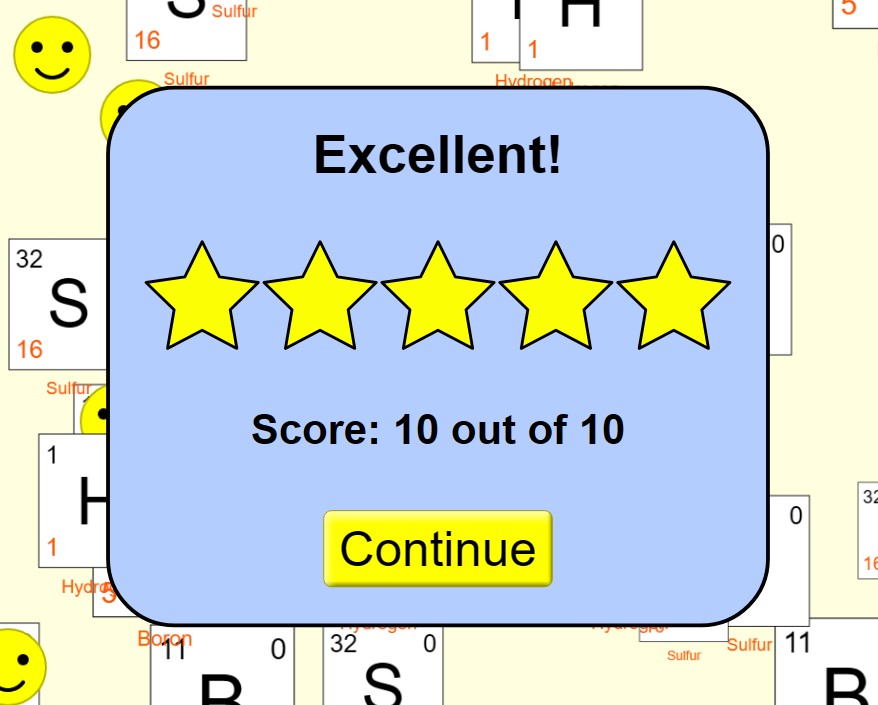 S
Sulfur
16
Sulfur
1
H
1
Hydrogen
5
Excellent!
32
S
16
Sulfur
0
Score: 10 out of 10
1
H
1
Continue
0
32
16
5
Boron
Sulfur
Sulfur
11 0
B
32 0
S
11
B